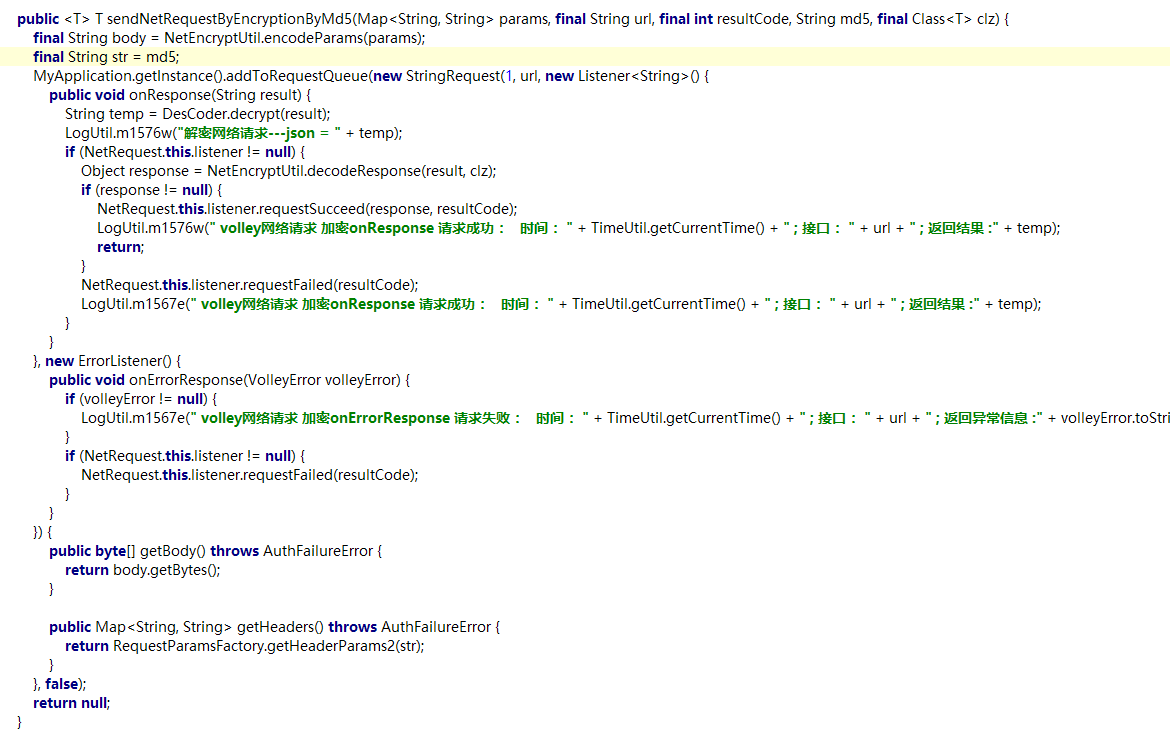 public <T> T sendNetRequestByEncryptionByMd5(Map<String, String> params, final String url, final int resultCode, String md5, final Class<T> clz) {
final String body = NetEncryptUtil.encodeParams(params);
final String str = md5;
MyApplication.getInstance().addToRequestQueue(new StringRequest(1, url, new Listener<String>() {
public void onResponse(String result) {
String temp = DesCoder.decrypt(result);
LogUtil.m1576w("解密网络请求---json = " + temp);
if (NetRequest.this.listener != null) {
Object response = NetEncryptUtil.decodeResponse(result, clz);
if (response != null) {
NetRequest.this.listener.requestSucceed(response, resultCode);
LogUtil.m1576w(" volley网络请求 加密onResponse 请求成功：  时间： " + TimeUtil.getCurrentTime() + " ; 接口： " + url + " ; 返回结果 :" + temp);
return;
}
NetRequest.this.listener.requestFailed(resultCode);
LogUtil.m1567e(" volley网络请求 加密onResponse 请求成功：  时间： " + TimeUtil.getCurrentTime() + " ; 接口： " + url + " ; 返回结果 :" + temp);
}
}
}, new ErrorListener() {
public void onErrorResponse(VolleyError volleyError) {
if (volleyError != null) {
LogUtil.m1567e(" volley网络请求 加密onErrorResponse 请求失败：  时间： " + TimeUtil.getCurrentTime() + " ; 接口： " + url + " ; 返回异常信息 :" + volleyError.toStri
}
if (NetRequest.this.listener != null) {
NetRequest.this.listener.requestFailed(resultCode);
}
}
}) {
public byte[] getBody() throws AuthFailureError {
return body.getBytes();
}
public Map<String, String> getHeaders() throws AuthFailureError {
return RequestParamsFactory.getHeaderParams2(str);
}
}, false);
return null;
}